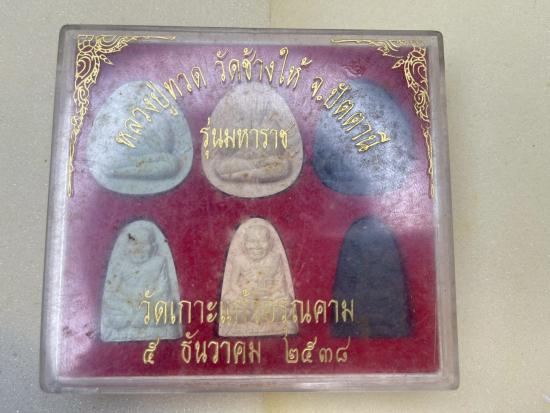 หลวงปู่ทวด วัดช้างให้ จ.ปัตตานี
รุ่นมหาราช
วัดเกาะแก้วอรุณคาม
๕ ธันวาคม ๒๕๓๘